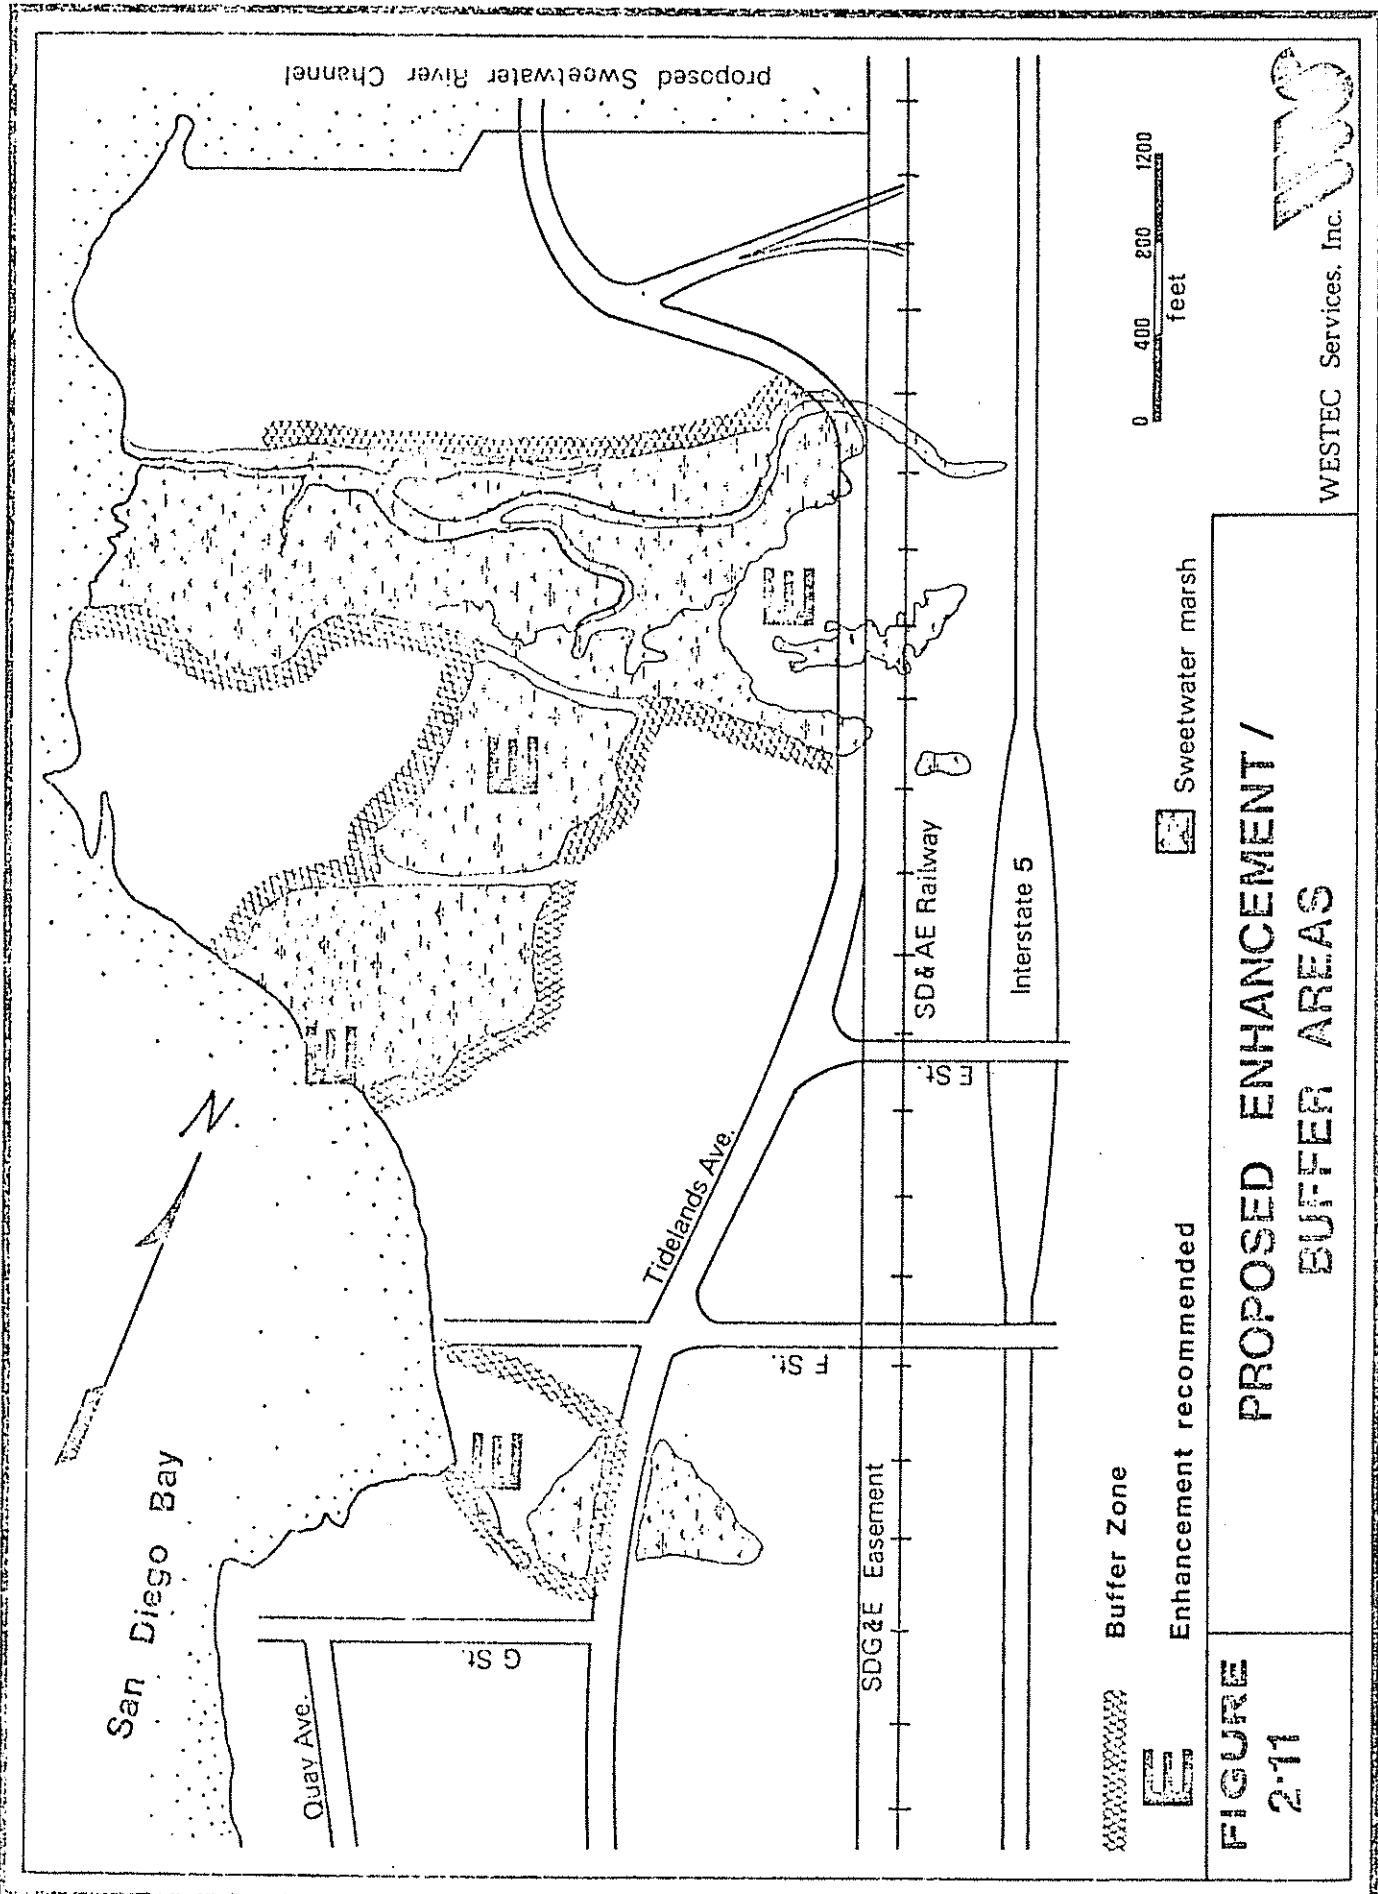 San Diego Bay
N
proposed Sweetwater River Channel
Quay Ave.
G St.
F St.
Tidelands Ave.
E St.
E
E
E
E
SDG&E Easement
SD&AE Railway
Interstate 5
Buffer Zone
E Enhancement recommended
Sweetwater marsh
0 400 800 1200
feet
FIGURE
2-11
PROPOSED ENHANCEMENT /
BUFFER AREAS
WESTEC Services, Inc.